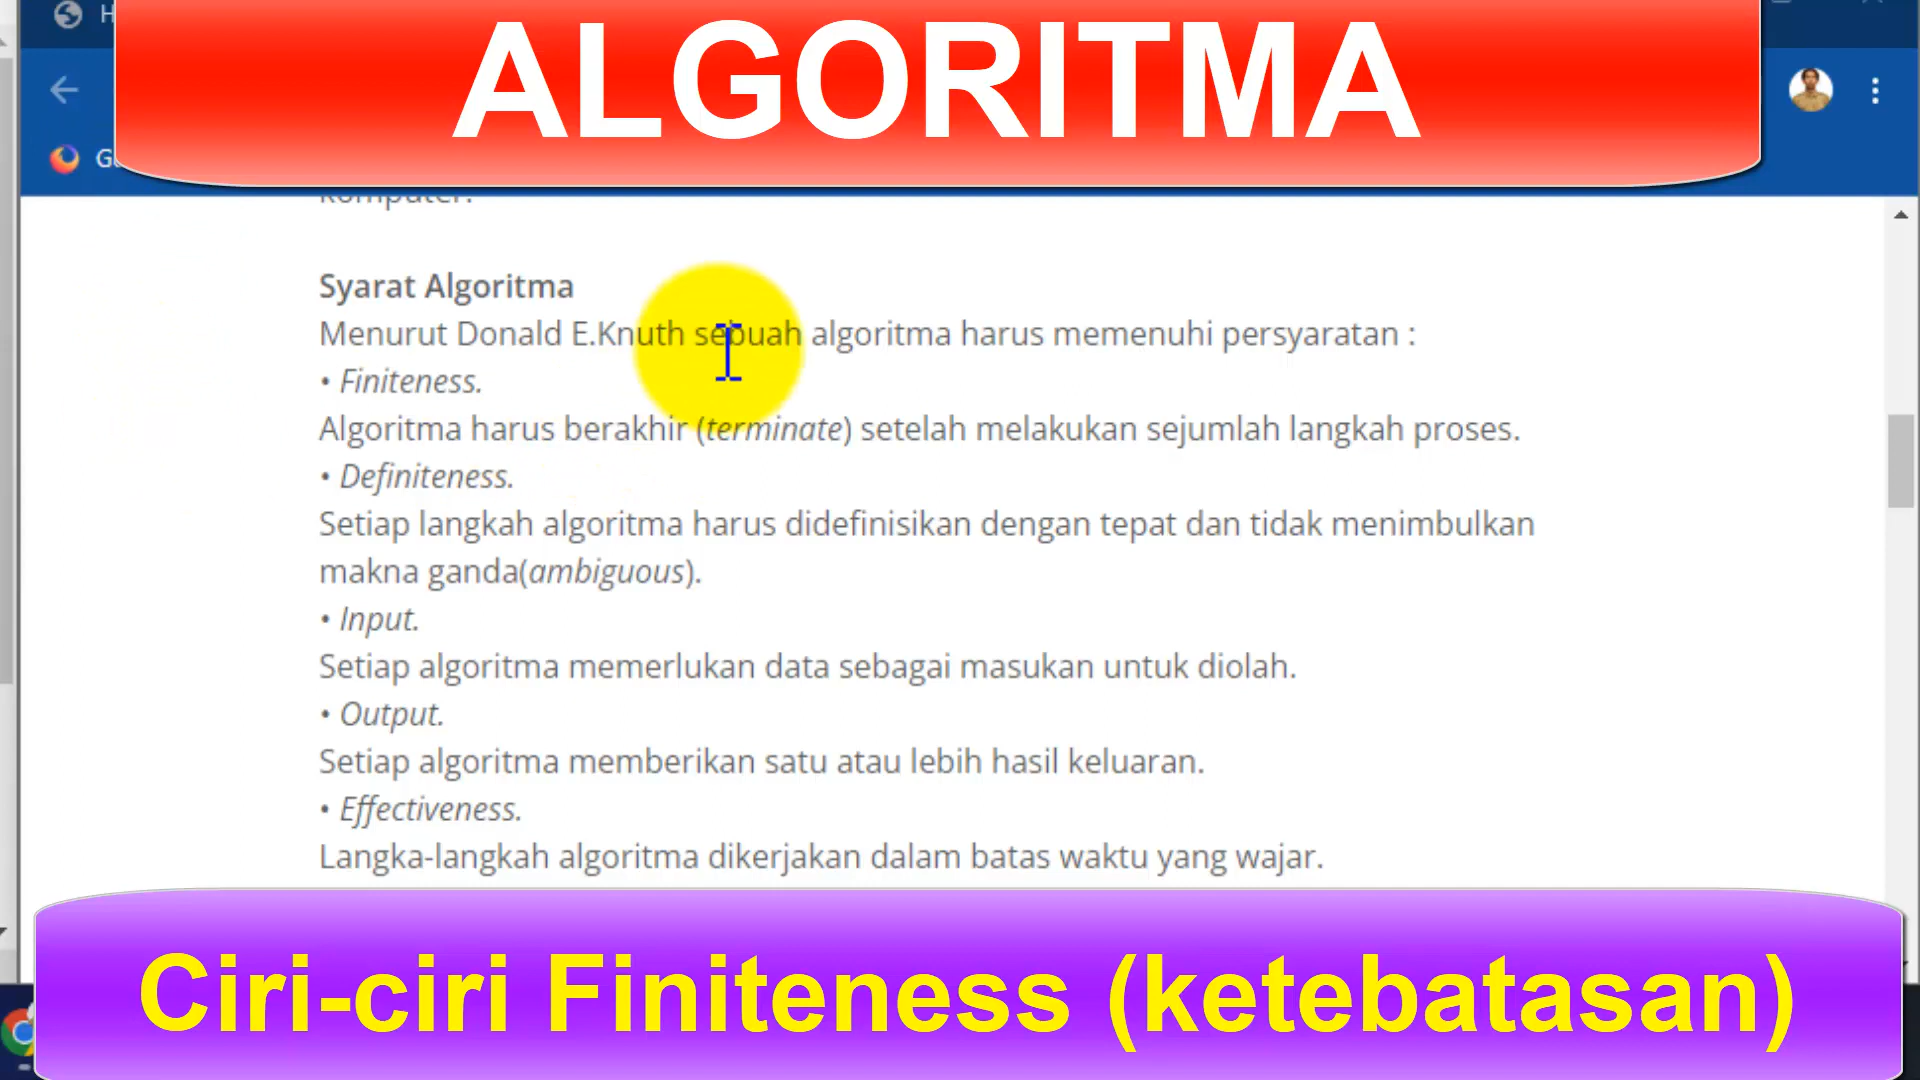 ALGORITMA
komputer.
Syarat Algoritma
Menurut Donald E.Knuth sebuah algoritma harus memenuhi persyaratan :
• Finiteness.
Algoritma harus berakhir (terminate) setelah melakukan sejumlah langkah proses.
• Definiteness.
Setiap langkah algoritma harus didefinisikan dengan tepat dan tidak menimbulkan
makna ganda(ambiguous).
• Input.
Setiap algoritma memerlukan data sebagai masukan untuk diolah.
• Output.
Setiap algoritma memberikan satu atau lebih hasil keluaran.
• Effectiveness.
Langka-langkah algoritma dikerjakan dalam batas waktu yang wajar.
Ciri-ciri Finiteness (ketebatasan)